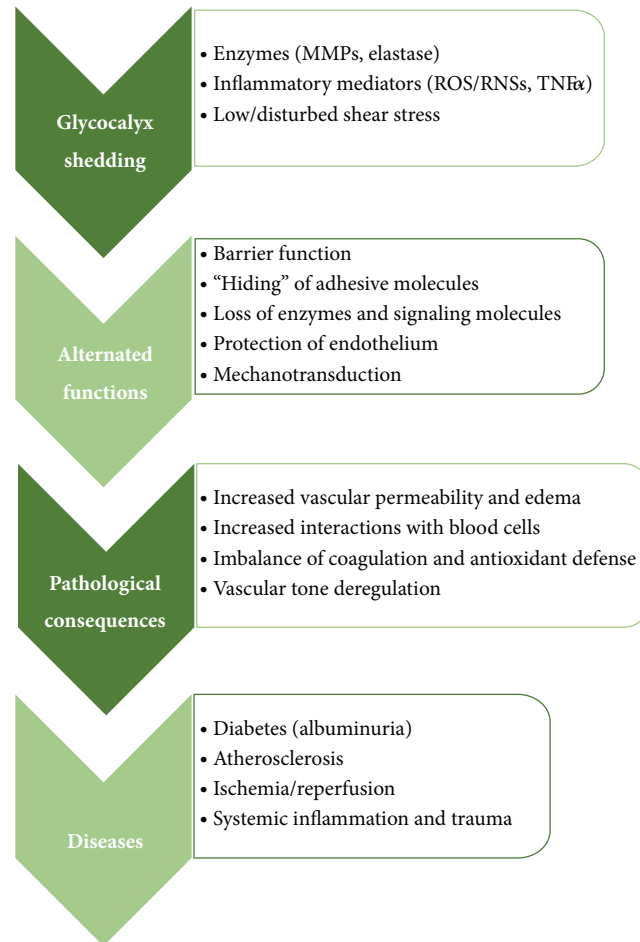 Glycocalyx
shedding
• Enzymes (MMPs, elastase)
• Inflammatory mediators (ROS/RNSs, TNFα)
• Low/disturbed shear stress
Alternated
functions
• Barrier function
• “Hiding” of adhesive molecules
• Loss of enzymes and signaling molecules
• Protection of endothelium
• Mechanotransduction
Pathological
consequences
• Increased vascular permeability and edema
• Increased interactions with blood cells
• Imbalance of coagulation and antioxidant defense
• Vascular tone deregulation
Diseases
• Diabetes (albuminuria)
• Atherosclerosis
• Ischemia/reperfusion
• Systemic inflammation and trauma